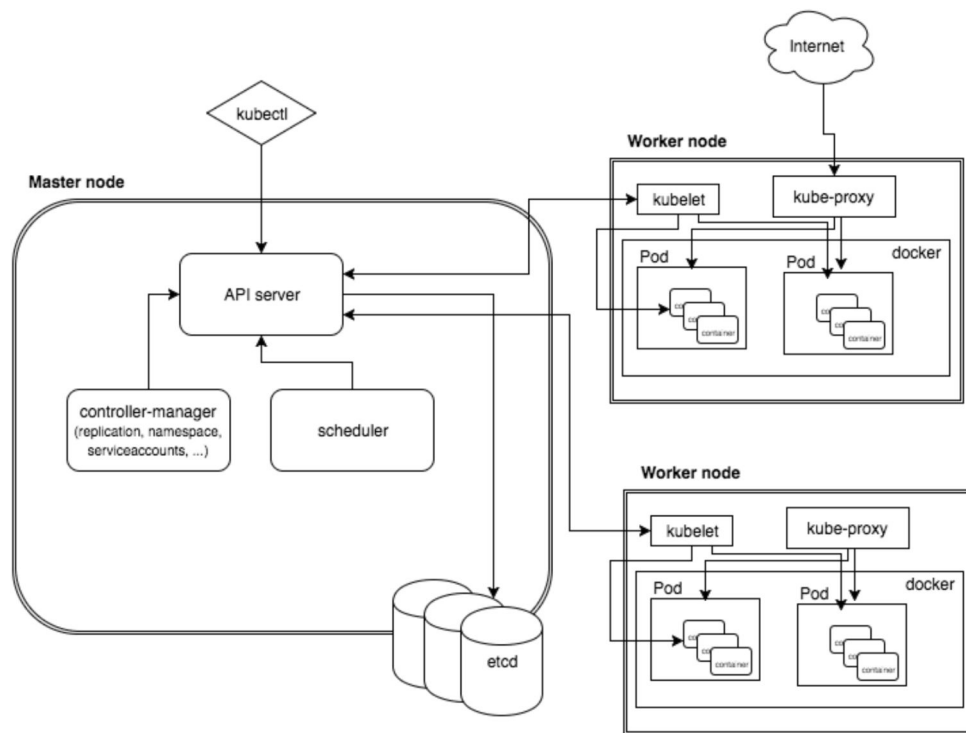 Internet
kubectl
Worker node
Master node
kubelet
kube-proxy
docker
Pod
Pod
API server
container
container
controller-manager
(replication, namespace,
serviceaccounts, ...)
scheduler
Worker node
kubelet
kube-proxy
docker
Pod
Pod
container
container
etcd